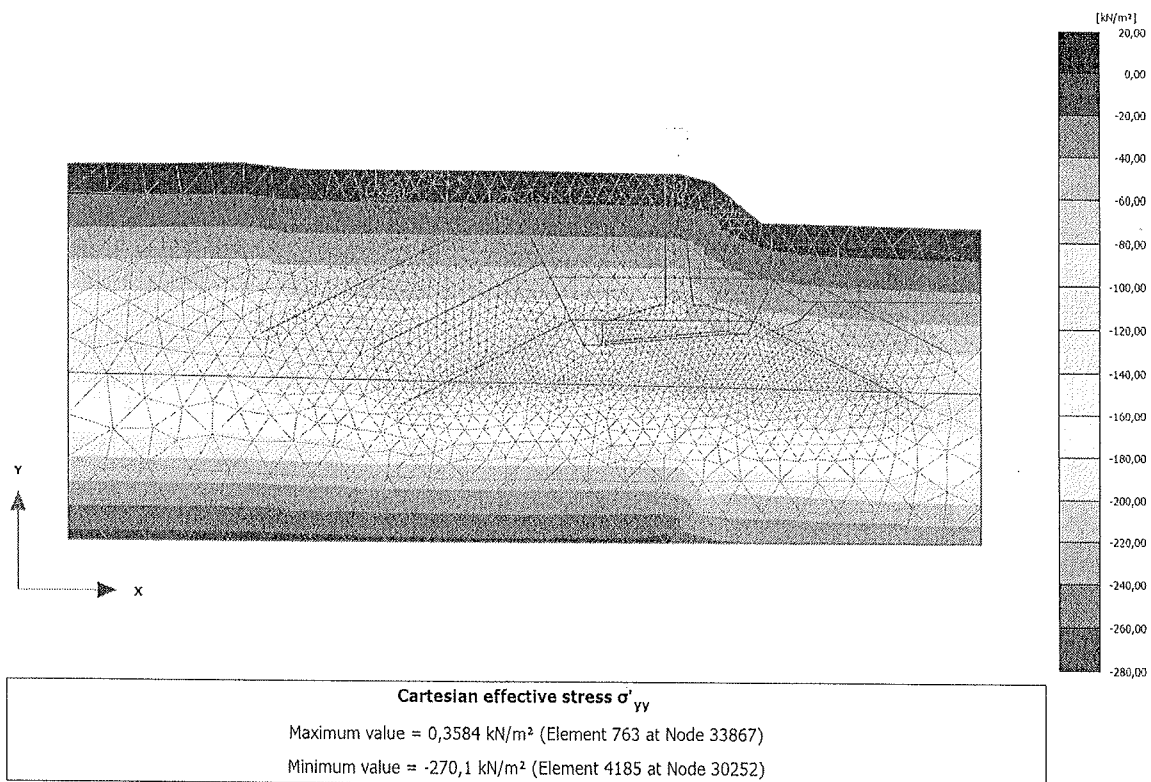 [kN/m²]
20,00
0,00
-20,00
-40,00
-60,00
-80,00
-100,00
-120,00
-140,00
-160,00
-180,00
-200,00
-220,00
-240,00
-260,00
-280,00
Y
X
Cartesian effective stress σ'yy
Maximum value = 0,3584 kN/m² (Element 763 at Node 33867)
Minimum value = -270,1 kN/m² (Element 4185 at Node 30252)